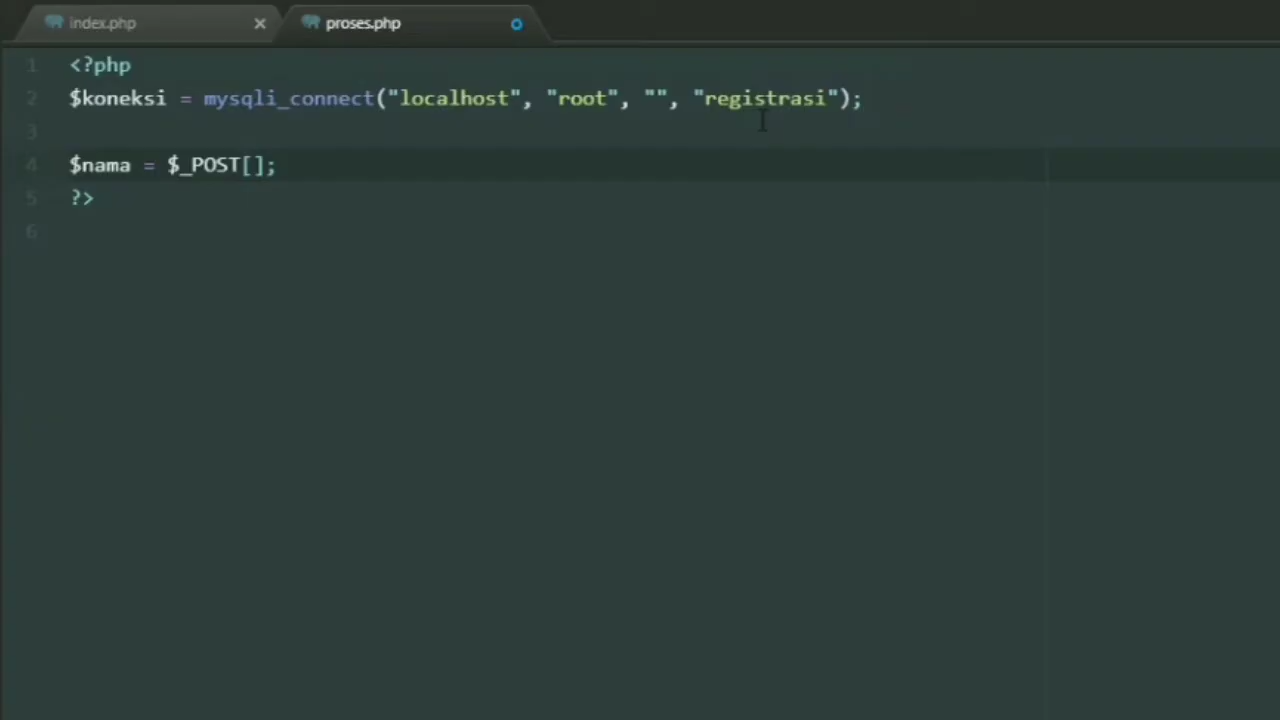 index.php × proses.php
1 <?php
2 $koneksi = mysqli_connect("localhost", "root", "", "registrasi");
3
4 $nama = $_POST[];
5 ?>
6